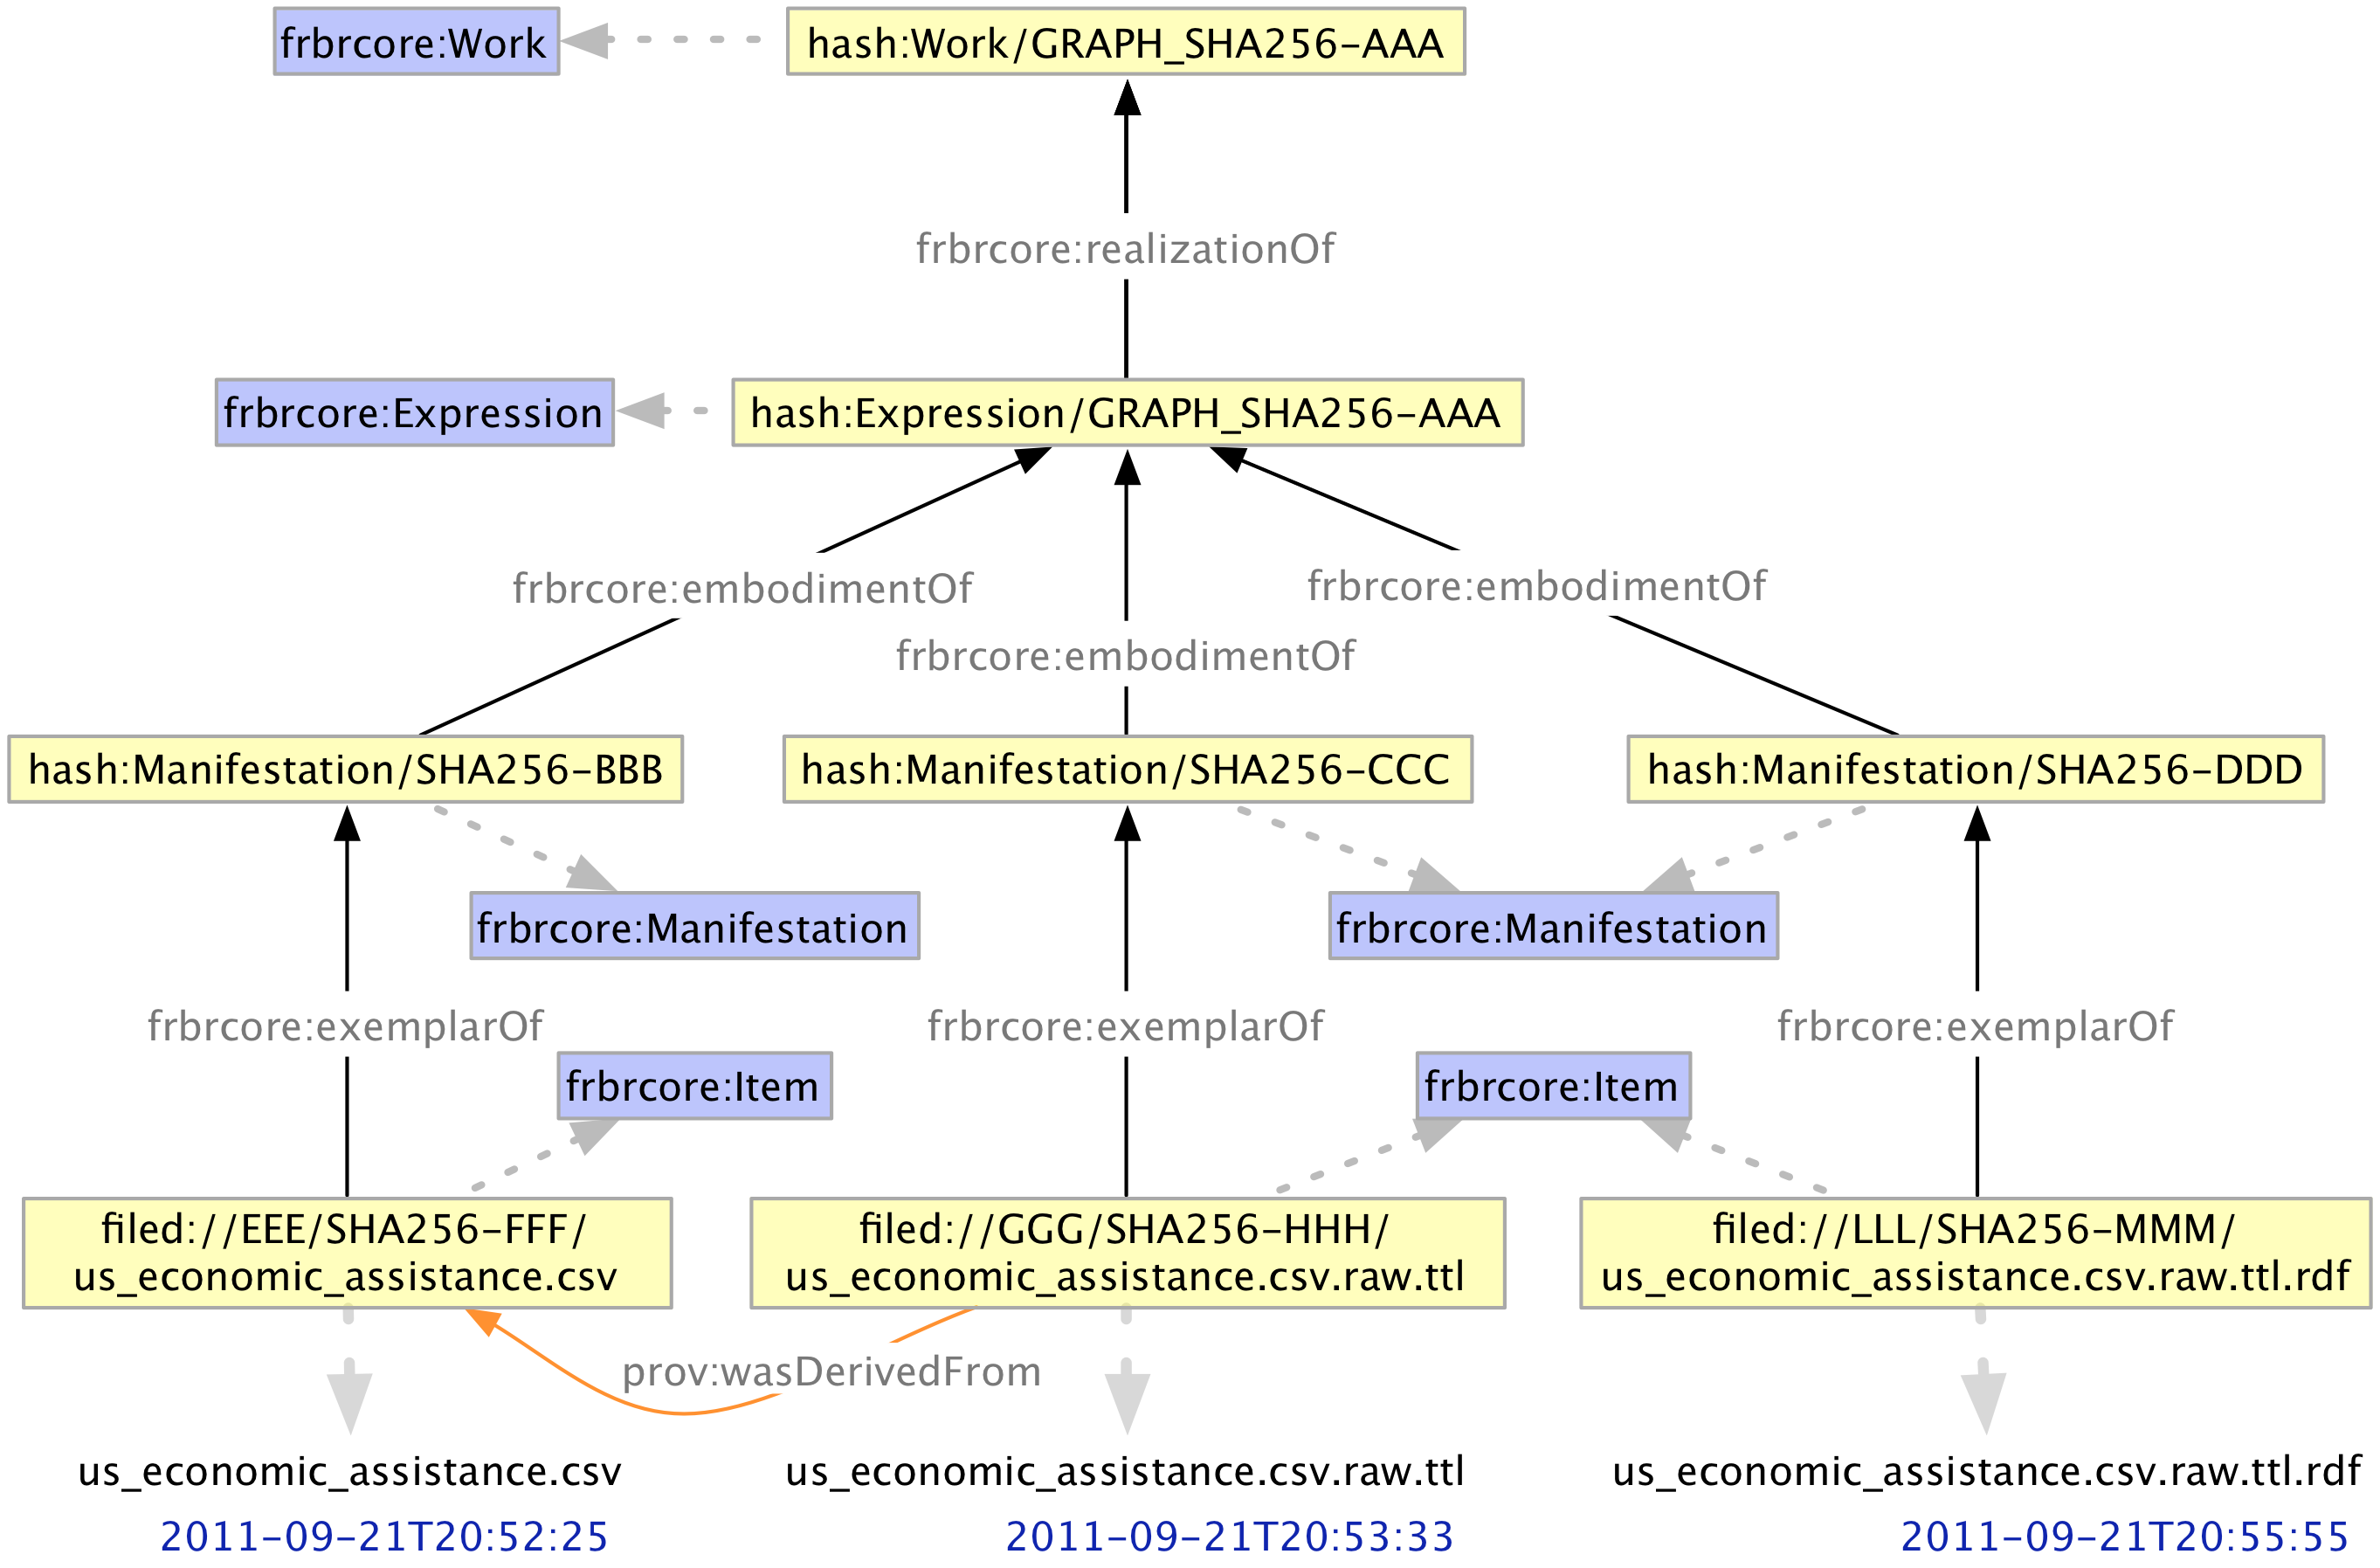 frbrcore:Work
hash:Work/GRAPH_SHA256-AAA
frbrcore:realizationOf
frbrcore:Expression
hash:Expression/GRAPH_SHA256-AAA
frbrcore:embodimentOf
frbrcore:embodimentOf
frbrcore:embodimentOf
hash:Manifestation/SHA256-BBB
hash:Manifestation/SHA256-CCC
hash:Manifestation/SHA256-DDD
frbrcore:Manifestation
frbrcore:Manifestation
frbrcore:exemplarOf
frbrcore:exemplarOf
frbrcore:exemplarOf
frbrcore:Item
frbrcore:Item
filed://EEE/SHA256-FFF/
us_economic_assistance.csv
filed://GGG/SHA256-HHH/
us_economic_assistance.csv.raw.ttl
filed://LLL/SHA256-MMM/
us_economic_assistance.csv.raw.ttl.rdf
prov:wasDerivedFrom
us_economic_assistance.csv
2011-09-21T20:52:25
us_economic_assistance.csv.raw.ttl
2011-09-21T20:53:33
us_economic_assistance.csv.raw.ttl.rdf
2011-09-21T20:55:55